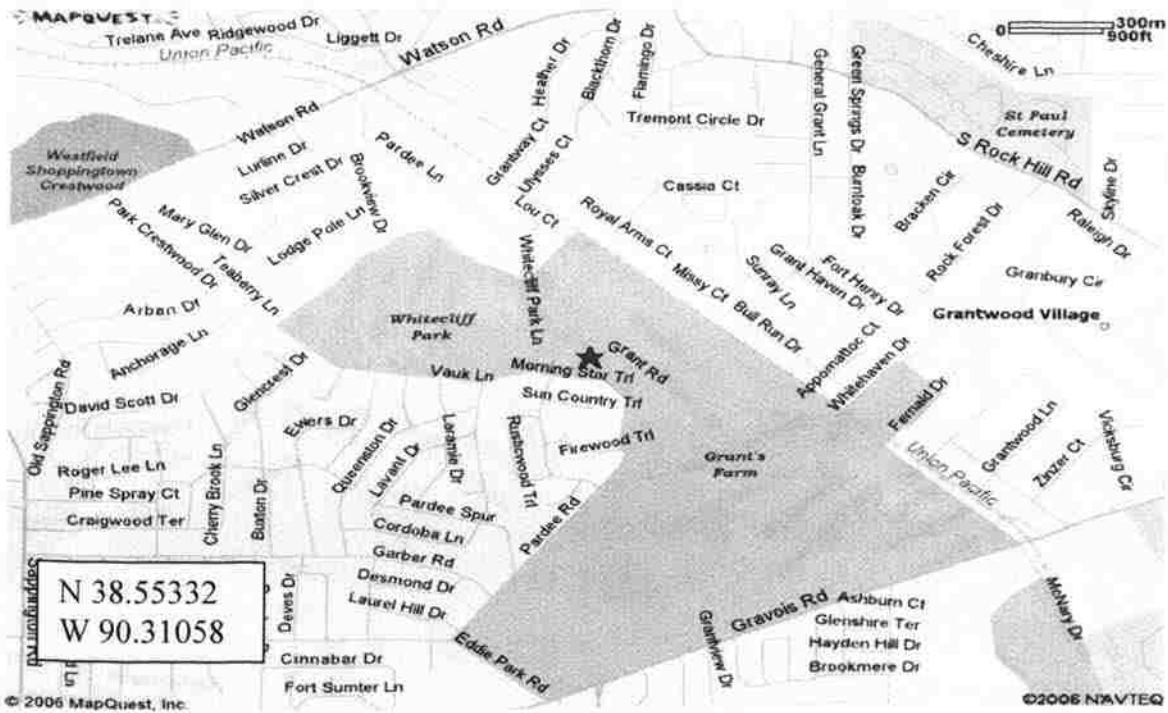 MAPQUEST
300m
900ft
0
Trelane Ave
Ridgewood Dr
Union Pacific
Liggett Dr
Watson Rd
Heather Dr
Blackthorn Dr
Flamingo Dr
General Grant Ln
Green Springs Dr
Cheshire Ln
St Paul
Cemetery
S Rock Hill Rd
Skyline Dr
Raleigh Dr
Westfield
Shoppingtown
Crestwood
Watson Rd
Lurline Dr
Silver Crest Dr
Brookview Dr
Pardee Ln
Grantway Ct
Ulysses Ct
Lou Ct
Tremont Circle Dr
Cassia Ct
Burnloak Dr
Bracken Cir
Rock Forest Dr
Granbury Cir
Grantwood Village
Park Crestwood Dr
Mary Glen Dr
Teaberry Ln
Lodge Pole Ln
Whitecliff Park Ln
Royal Arms Ct
Missy Ct
Bull Run Dr
Sunray Ln
Grant Haven Dr
Fort Henry Dr
Appomattoc Ct
Whitehaven Dr
Fernald Dr
Arban Dr
Anchorage Ln
Whitecliff
Park
Vauk Ln
Morning Star Trl
Grant Rd
Sun Country Trl
Old Sappington Rd
David Scott Dr
Glencrest Dr
Ewers Dr
Queenston Dr
Lavant Dr
Laramie Dr
Rustwood Trl
Firewood Trl
Grant's
Farm
Union Pacific
Grantwood Ln
Zinzer Ct
Vicksburg Cir
Roger Lee Ln
Pine Spray Ct
Craigwood Ter
Cherry Brook Ln
Buxton Dr
Pardee Spur
Cordoba Ln
Garber Rd
Desmond Dr
Laurel Hill Dr
Pardee Rd
Sappington Rd
N 38.55332
W 90.31058
Deves Dr
Cinnabar Dr
Fort Sumter Ln
Eddie Park Rd
Grantview Dr
Gravois Rd
Ashburn Ct
Glenshire Ter
Hayden Hill Dr
Brookmere Dr
McNary Dr
Ln
© 2006 MapQuest, Inc.
©2006 NAVTEQ